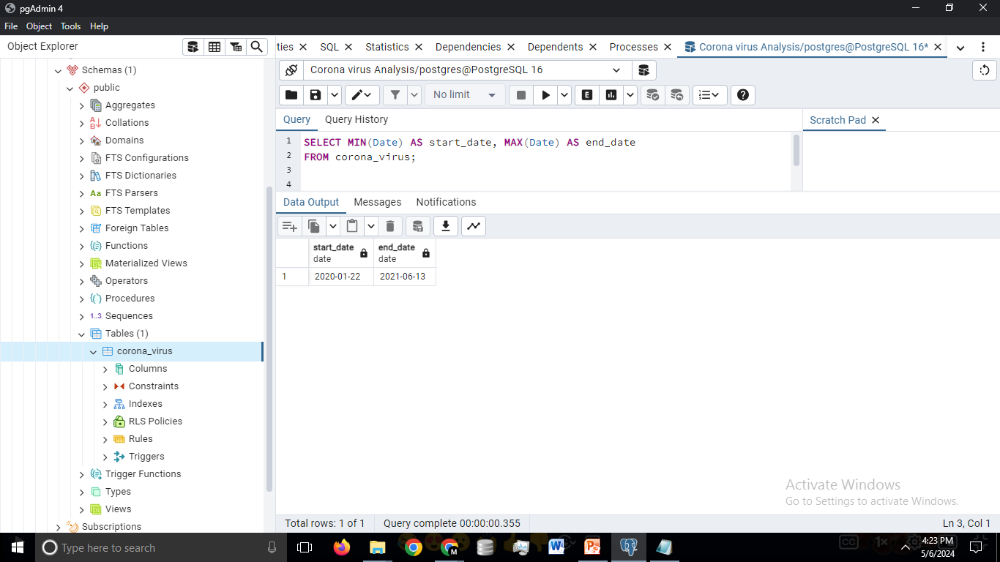 pgAdmin 4
File Object Tools Help
Object Explorer
ties SQL Statistics Dependencies Dependents Processes Corona virus Analysis/postgres@PostgreSQL 16*
Corona virus Analysis/postgres@PostgreSQL 16
No limit
E
Query Query History
Scratch Pad
1 SELECT MIN(Date) AS start_date, MAX(Date) AS end_date
2 FROM corona_virus;
3
4
Data Output Messages Notifications
start_date
date
end_date
date
1 2020-01-22 2021-06-13
Schemas (1)
public
Aggregates
Collations
Domains
FTS Configurations
FTS Dictionaries
Aa FTS Parsers
FTS Templates
Foreign Tables
Functions
Materialized Views
Operators
Procedures
1..3 Sequences
Tables (1)
corona_virus
Columns
Constraints
Indexes
RLS Policies
Rules
Triggers
Trigger Functions
Types
Views
Subscriptions
Activate Windows
Go to Settings to activate Windows.
Total rows: 1 of 1 Query complete 00:00:00.355 Ln 3, Col 1
Type here to search
CC 1x
4:23 PM
5/6/2024